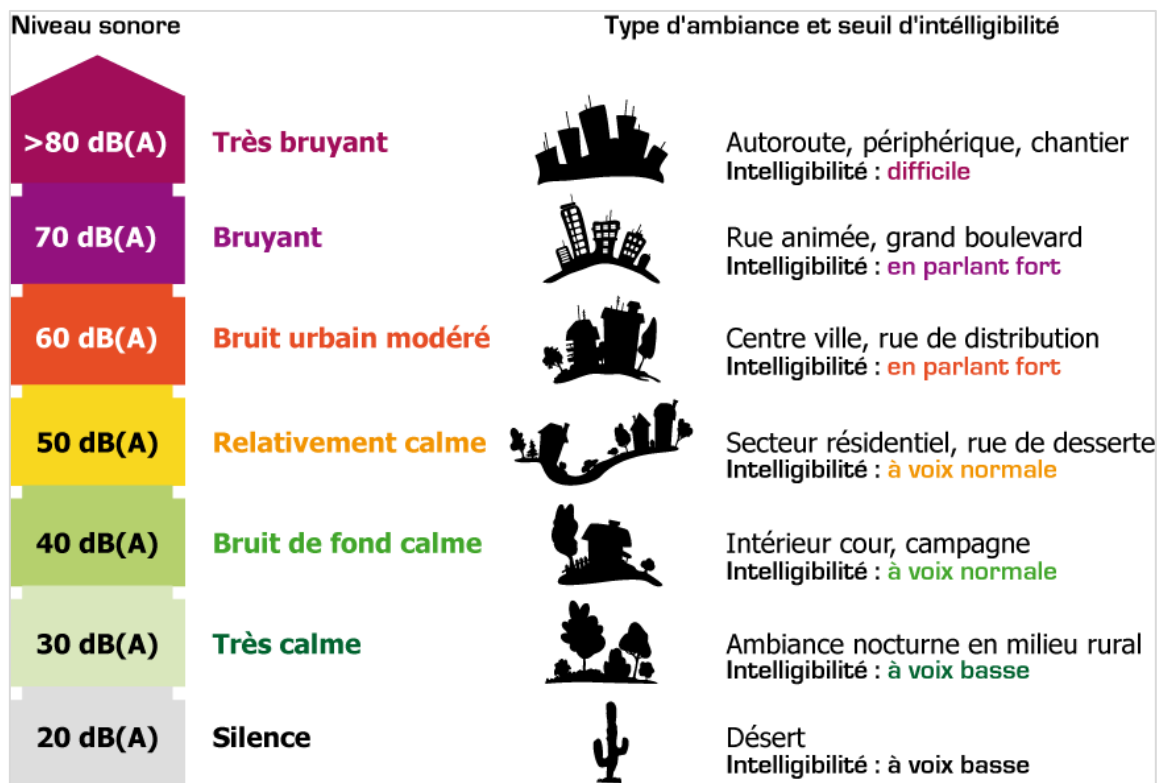 Niveau sonore
Type d'ambiance et seuil d'intélligibilité
>80 dB(A)
Très bruyant
Autoroute, périphérique, chantier
Intelligibilité : difficile
70 dB(A)
Bruyant
Rue animée, grand boulevard
Intelligibilité : en parlant fort
60 dB(A)
Bruit urbain modéré
Centre ville, rue de distribution
Intelligibilité : en parlant fort
50 dB(A)
Relativement calme
Secteur résidentiel, rue de desserte
Intelligibilité : à voix normale
40 dB(A)
Bruit de fond calme
Intérieur cour, campagne
Intelligibilité : à voix normale
30 dB(A)
Très calme
Ambiance nocturne en milieu rural
Intelligibilité : à voix basse
20 dB(A)
Silence
Désert
Intelligibilité : à voix basse